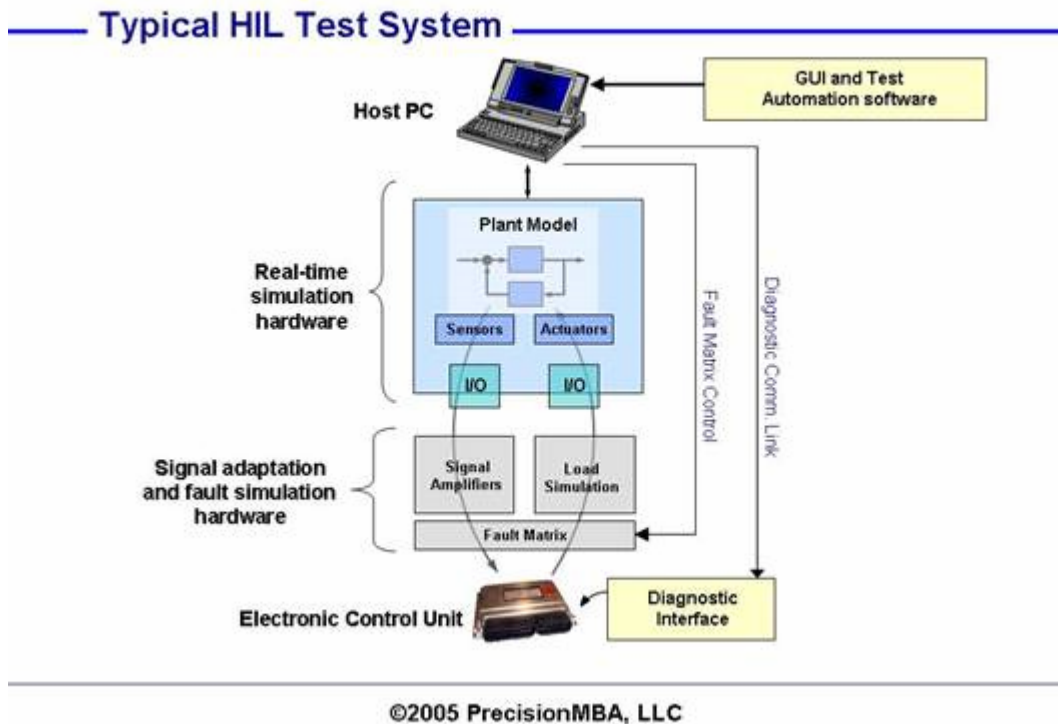 Typical HIL Test System
GUI and Test
Automation software
Host PC
Plant Model
Real-time
simulation
hardware
Sensors
Actuators
I/O
I/O
Fault Matrix Control
Diagnostic Comm. Link
Signal adaptation
and fault simulation
hardware
Signal
Amplifiers
Load
Simulation
Fault Matrix
Electronic Control Unit
Diagnostic
Interface
©2005 PrecisionMBA, LLC